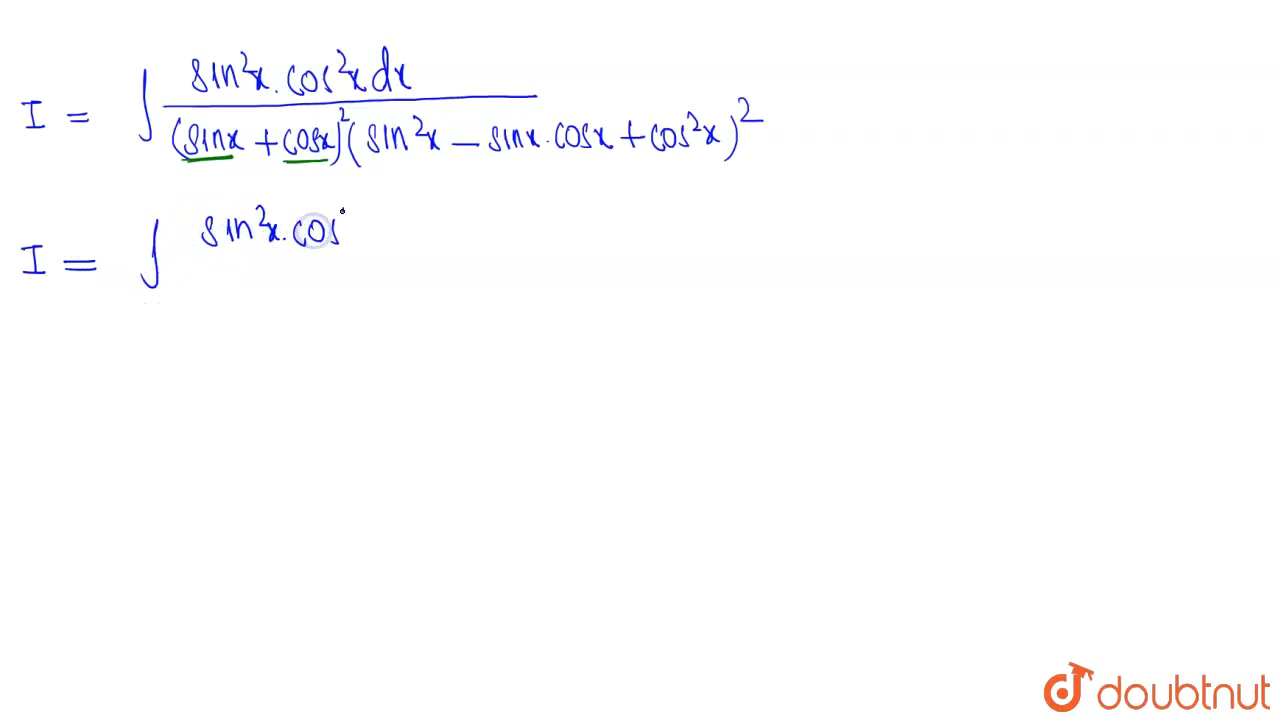 I = ∫ sin²x · cos²x dx / (sinx + cosx)² (sin²x − sinx · cosx + cos²x)²
I = ∫ sin²x · cos
doubtnut